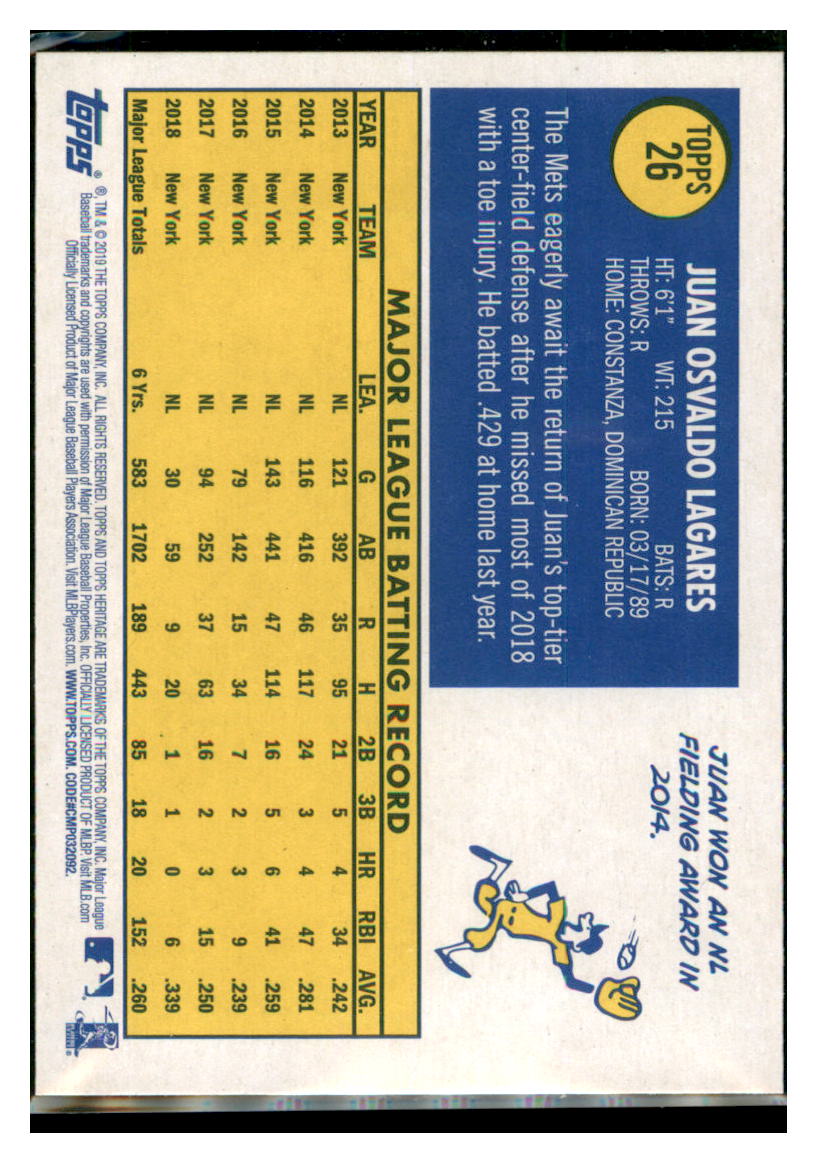 TOPPS
26
JUAN OSVALDO LAGARES
HT: 6'1" WT: 215 BATS: R
THROWS: R BORN: 03/17/89
HOME: CONSTANZA, DOMINICAN REPUBLIC
The Mets eagerly await the return of Juan's top-tier
center-field defense after he missed most of 2018
with a toe injury. He batted .429 at home last year.
JUAN WON AN NL
FIELDING AWARD IN
2014.
MAJOR LEAGUE BATTING RECORD
YEAR TEAM LEA. G AB R H 2B 3B HR RBI AVG.
2013 New York NL 121 392 35 95 21 5 4 34 .242
2014 New York NL 116 416 46 117 24 3 4 47 .281
2015 New York NL 143 441 47 114 16 5 6 41 .259
2016 New York NL 79 142 15 34 7 2 3 9 .239
2017 New York NL 94 252 37 63 16 2 3 15 .250
2018 New York NL 30 59 9 20 1 1 0 6 .339
Major League Totals 6 Yrs. 583 1702 189 443 85 18 20 152 .260
topps®
®, TM & © 2019 THE TOPPS COMPANY, INC. ALL RIGHTS RESERVED. TOPPS AND TOPPS HERITAGE ARE TRADEMARKS OF THE TOPPS COMPANY, INC. Major League
Baseball trademarks and copyrights are used with permission of Major League Baseball Properties, Inc. OFFICIALLY LICENSED PRODUCT OF MLBP. Visit MLB.com
Officially Licensed Product of Major League Baseball Players Association. Visit MLBPlayers.com. WWW.TOPPS.COM. CODE#CMP032092.